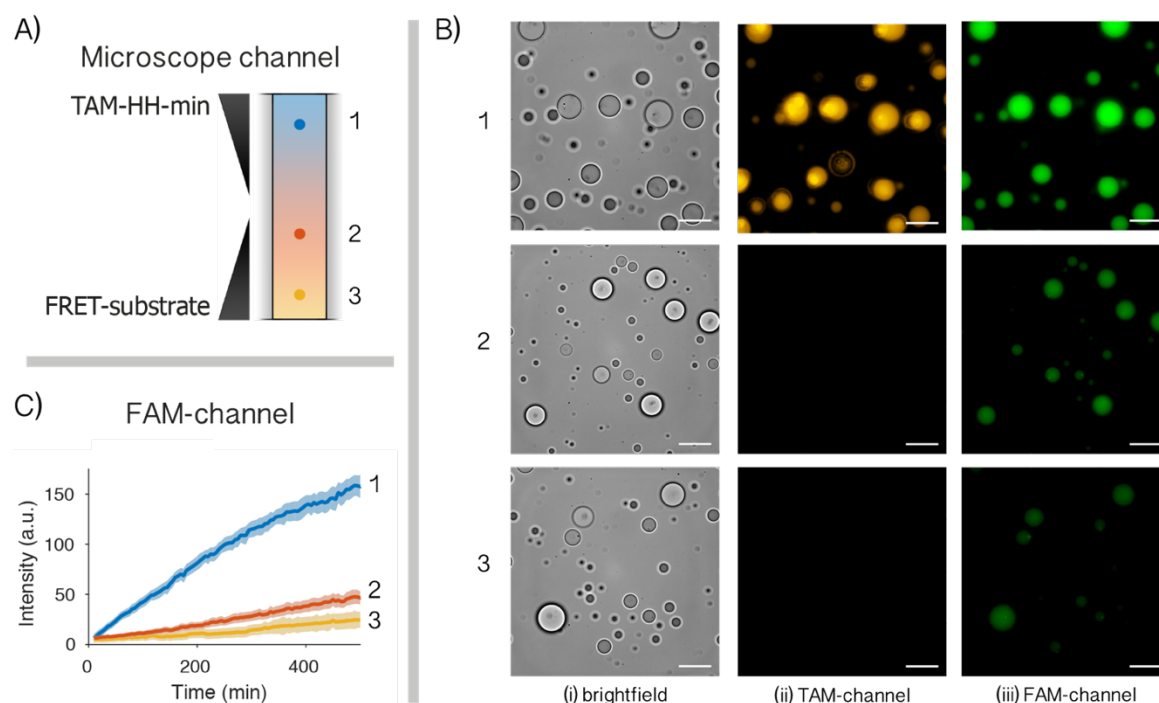 A)
Microscope channel
TAM-HH-min
FRET-substrate
1
2
3
B)
1
2
3
(i) brightfield
(ii) TAM-channel
(iii) FAM-channel
C)
FAM-channel
Intensity (a.u.)
150
100
50
0
0
200
400
Time (min)
1
2
3